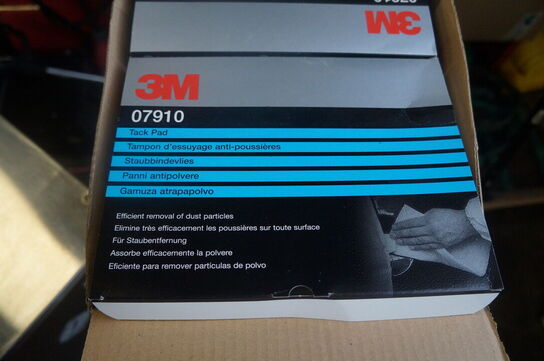 07910
3M
3M
07910
Tack Pad
Tampon d'essuyage anti-poussières
Staubbindevlies
Panni antipolvere
Gamuza atrapapolvo
Efficient removal of dust particles
Elimine très efficacement les poussières sur toute surface
Für Staubentfernung
Assorbe efficacemente la polvere
Eficiente para remover particulas de polvo